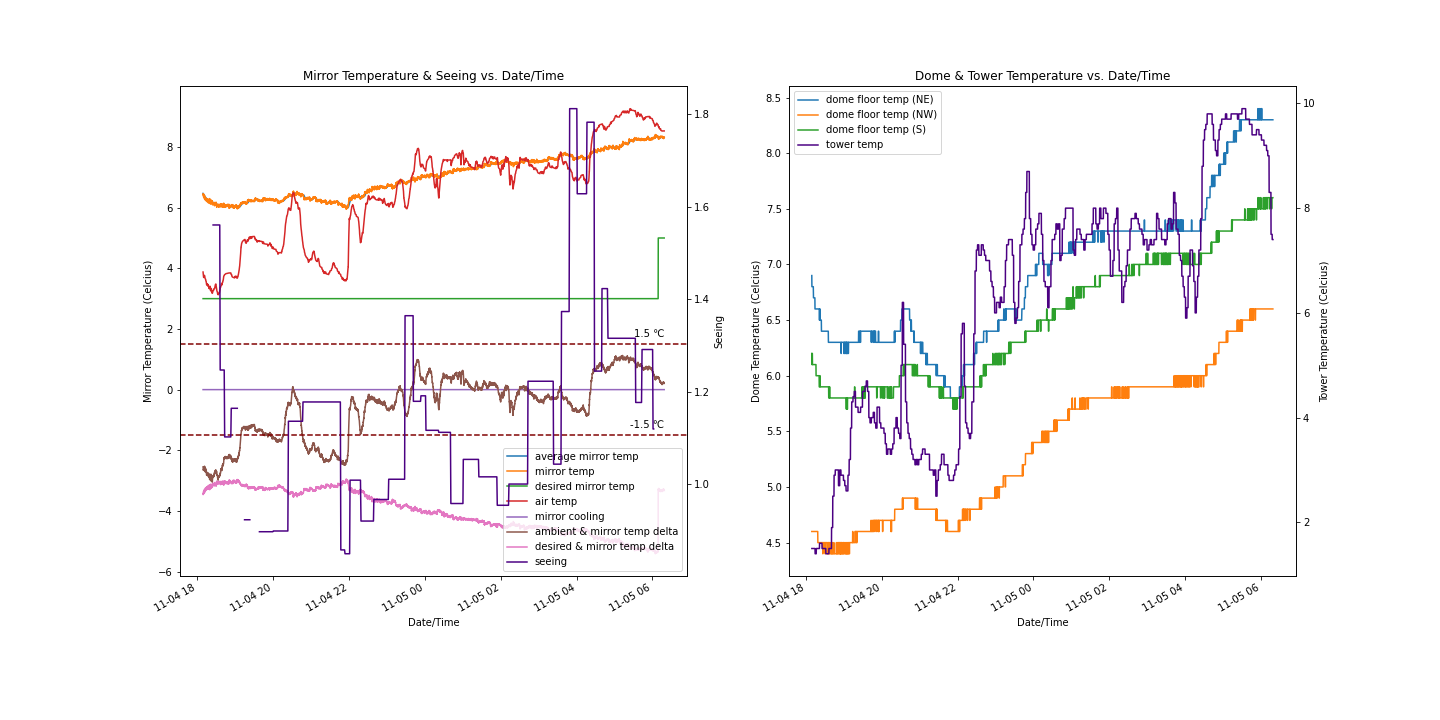 Mirror Temperature & Seeing vs. Date/Time
Mirror Temperature (Celcius)
8
6
4
2
0
−2
−4
−6
1.8
1.6
1.4
1.2
1.0
Seeing
1.5 °C
-1.5 °C
average mirror temp
mirror temp
desired mirror temp
air temp
mirror cooling
ambient & mirror temp delta
desired & mirror temp delta
seeing
11-04 18
11-04 20
11-04 22
11-05 00
11-05 02
11-05 04
11-05 06
Date/Time
Dome & Tower Temperature vs. Date/Time
Dome Temperature (Celcius)
8.5
8.0
7.5
7.0
6.5
6.0
5.5
5.0
4.5
dome floor temp (NE)
dome floor temp (NW)
dome floor temp (S)
tower temp
10
8
6
4
2
Tower Temperature (Celcius)
11-04 18
11-04 20
11-04 22
11-05 00
11-05 02
11-05 04
11-05 06
Date/Time